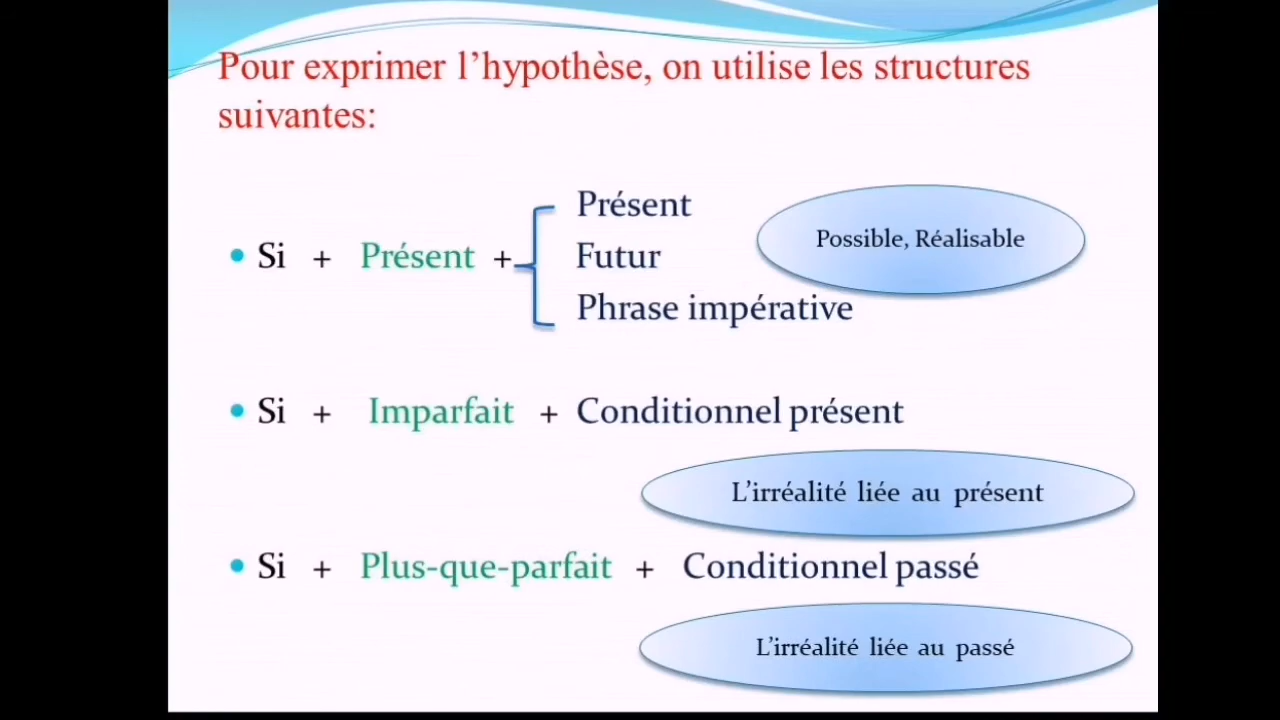 Pour exprimer l’hypothèse, on utilise les structures
suivantes:
Présent
• Si + Présent + Futur
Phrase impérative
Possible, Réalisable
• Si + Imparfait + Conditionnel présent
L’irréalité liée au présent
• Si + Plus-que-parfait + Conditionnel passé
L’irréalité liée au passé